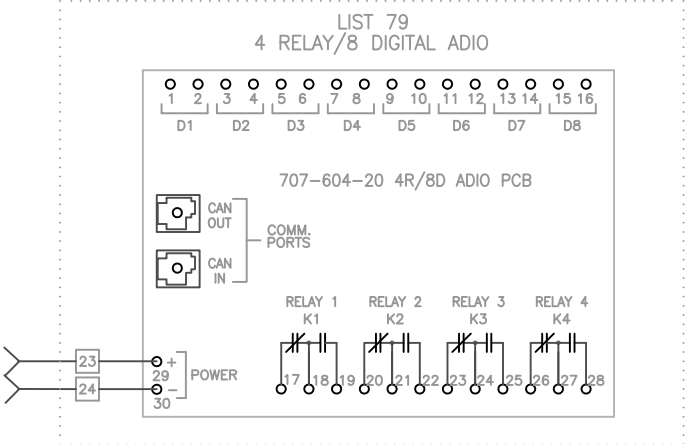 LIST 79
4 RELAY/8 DIGITAL ADIO
1 2 3 4 5 6 7 8 9 10 11 12 13 14 15 16
D1 D2 D3 D4 D5 D6 D7 D8
707-604-20 4R/8D ADIO PCB
CAN
OUT
COMM.
PORTS
CAN
IN
RELAY 1 RELAY 2 RELAY 3 RELAY 4
K1 K2 K3 K4
23 +
29
POWER
24 -
30
17 18 19 20 21 22 23 24 25 26 27 28